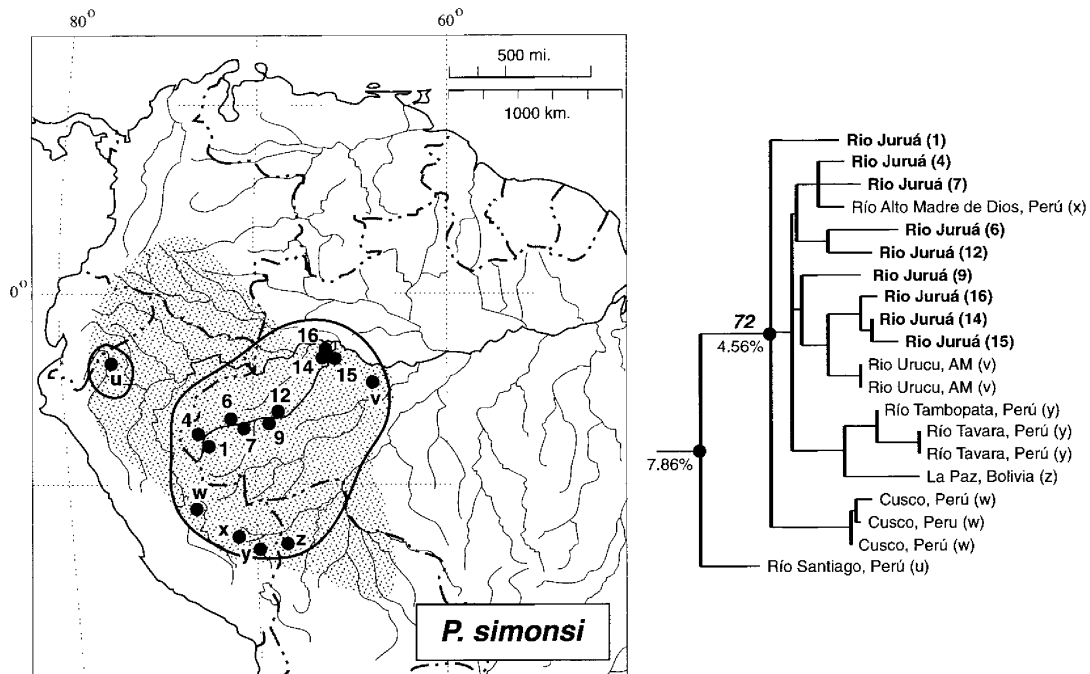 80°
60°
500 mi.
1000 km.
0°
u
16
14
15
v
12
6
4
9
7
1
w
x
y
z
P. simonsi
Rio Juruá (1)
Rio Juruá (4)
Rio Juruá (7)
Río Alto Madre de Dios, Perú (x)
Rio Juruá (6)
Rio Juruá (12)
Rio Juruá (9)
Rio Juruá (16)
72
Rio Juruá (14)
4.56%
Rio Juruá (15)
Rio Urucu, AM (v)
Rio Urucu, AM (v)
Río Tambopata, Perú (y)
Río Tavara, Perú (y)
7.86%
Río Tavara, Perú (y)
La Paz, Bolivia (z)
Cusco, Perú (w)
Cusco, Peru (w)
Cusco, Perú (w)
Río Santiago, Perú (u)